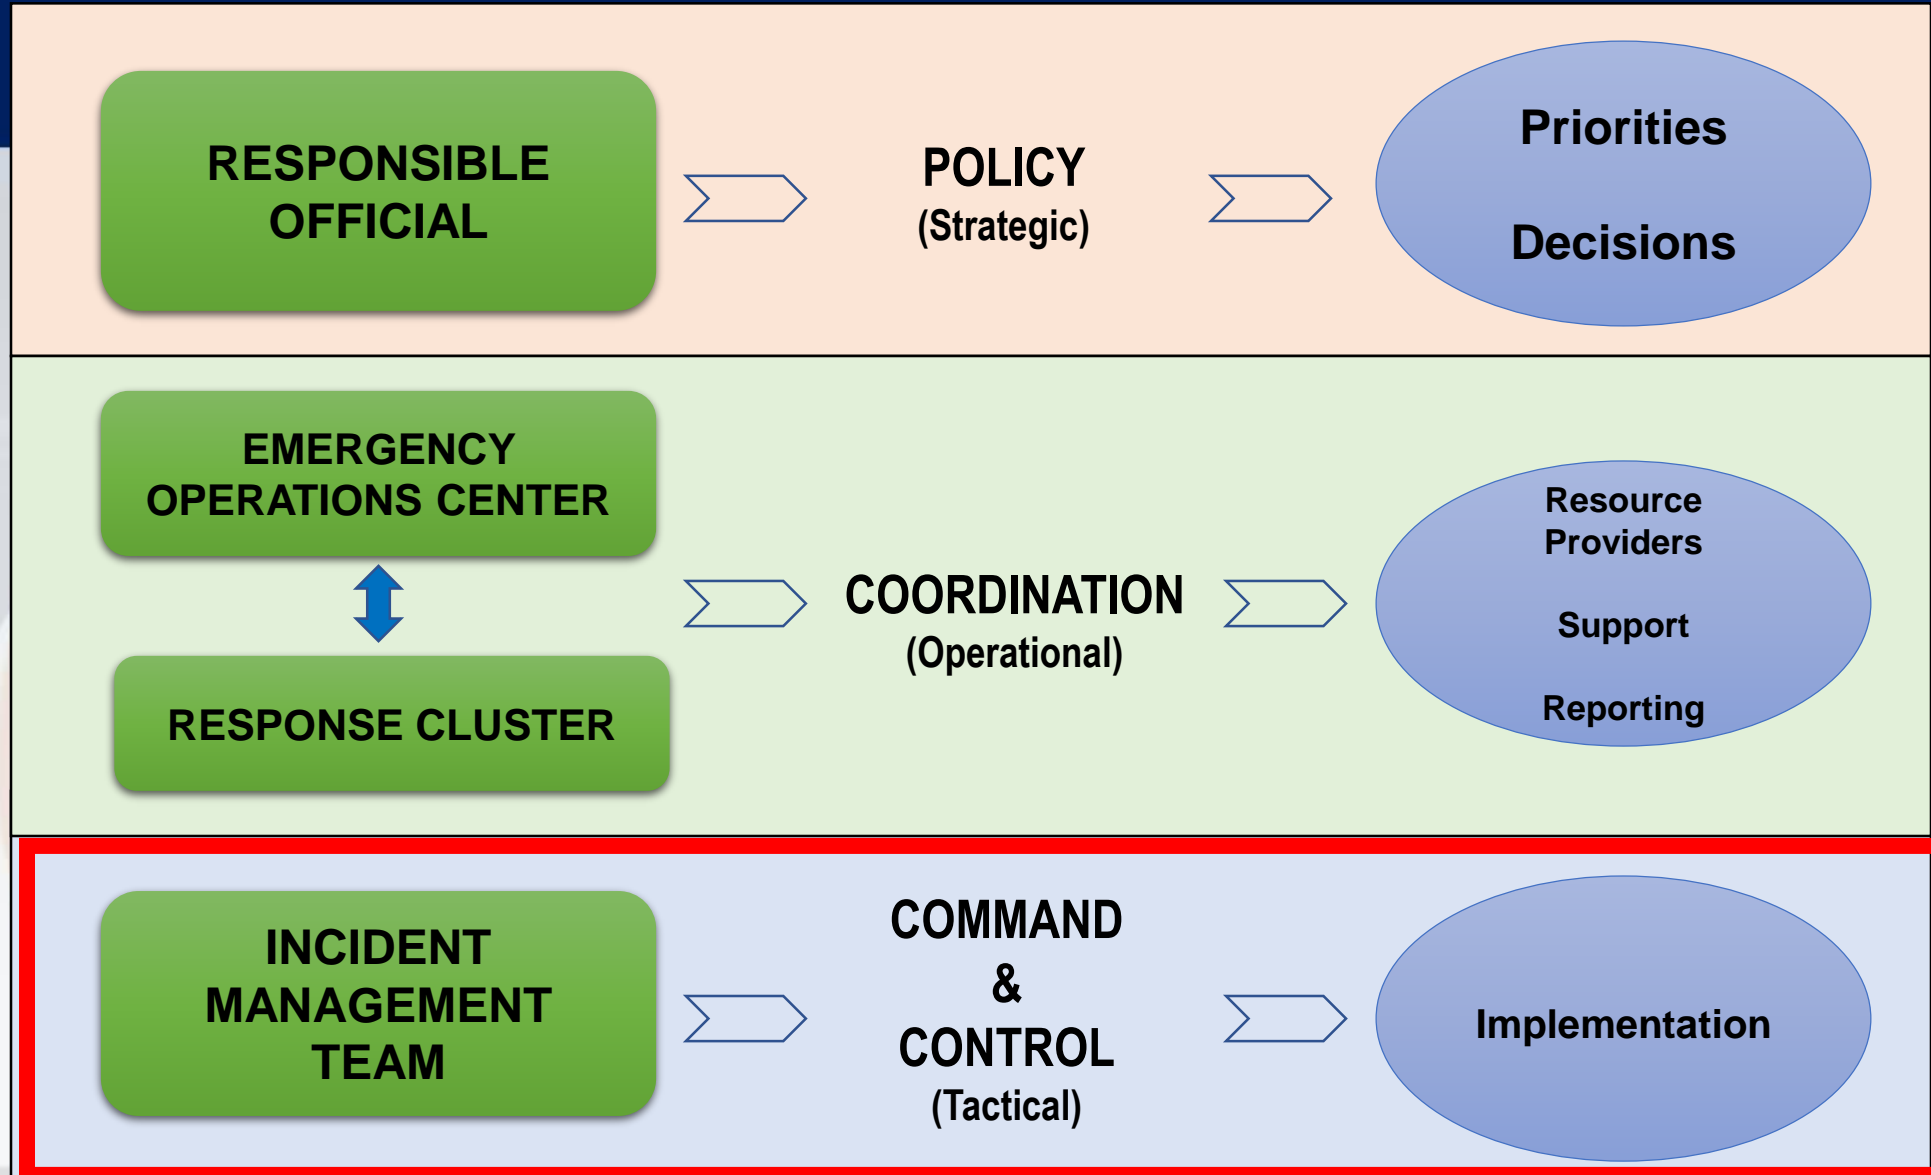 RESPONSIBLE
OFFICIAL
POLICY
(Strategic)
Priorities
Decisions
EMERGENCY
OPERATIONS CENTER
RESPONSE CLUSTER
COORDINATION
(Operational)
Resource
Providers
Support
Reporting
INCIDENT
MANAGEMENT
TEAM
COMMAND
&
CONTROL
(Tactical)
Implementation